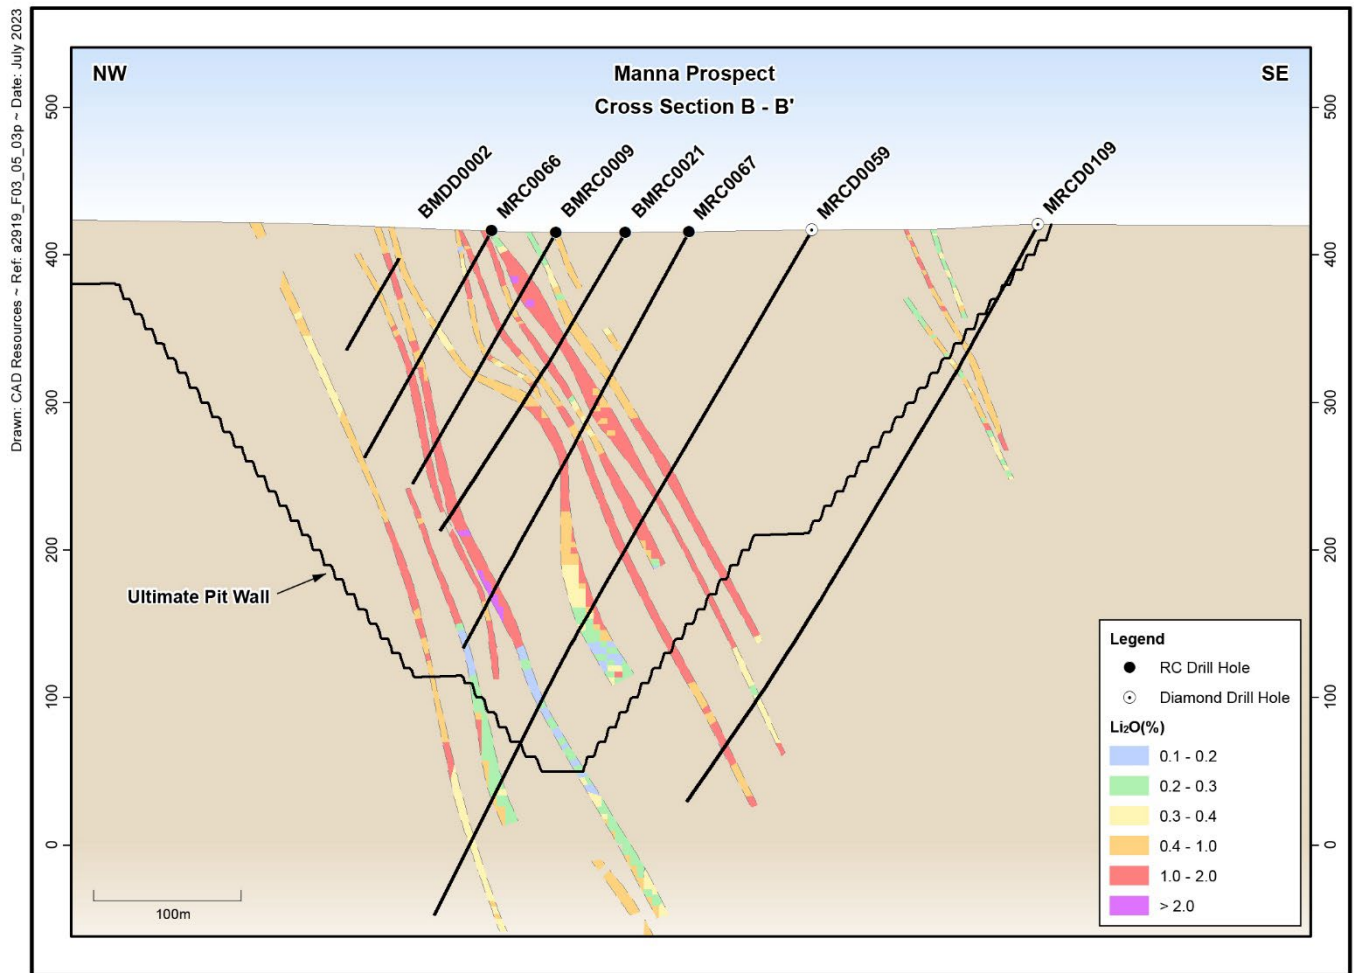 Drawn: CAD Resources ~ Ref: a2919_F03_05_03p ~ Date: July 2023
NW
Manna Prospect
SE
Cross Section B - B'
500
400
300
200
100
0
500
400
300
200
100
0
BMDD0002
MRC0066
BMRC0009
BMRC0021
MRC0067
MRCD0059
MRCD0109
Ultimate Pit Wall
100m
Legend
RC Drill Hole
Diamond Drill Hole
Li₂O(%)
0.1 - 0.2
0.2 - 0.3
0.3 - 0.4
0.4 - 1.0
1.0 - 2.0
> 2.0